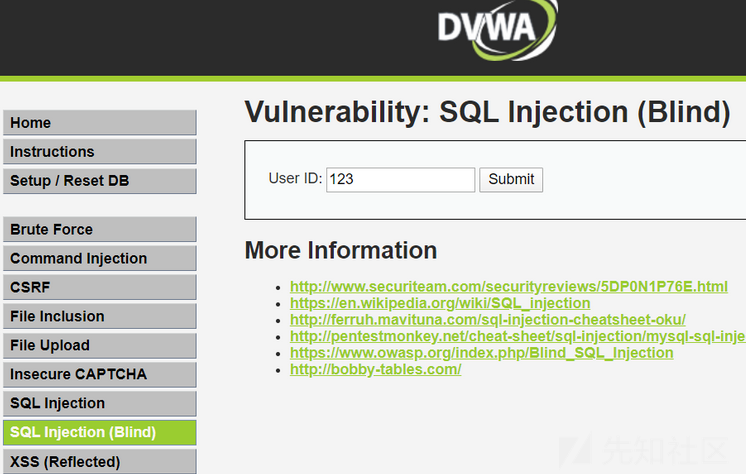 DVWA
Vulnerability: SQL Injection (Blind)
Home
Instructions
Setup / Reset DB
Brute Force
Command Injection
CSRF
File Inclusion
File Upload
Insecure CAPTCHA
SQL Injection
SQL Injection (Blind)
XSS (Reflected)
User ID: 123 Submit
More Information
http://www.securiteam.com/securityreviews/5DP0N1P76E.html
https://en.wikipedia.org/wiki/SQL_injection
http://ferruh.mavituna.com/sql-injection-cheatsheet-oku/
http://pentestmonkey.net/cheat-sheet/sql-injection/mysql-sql-inje
https://www.owasp.org/index.php/Blind_SQL_Injection
http://bobby-tables.com/
先知社区